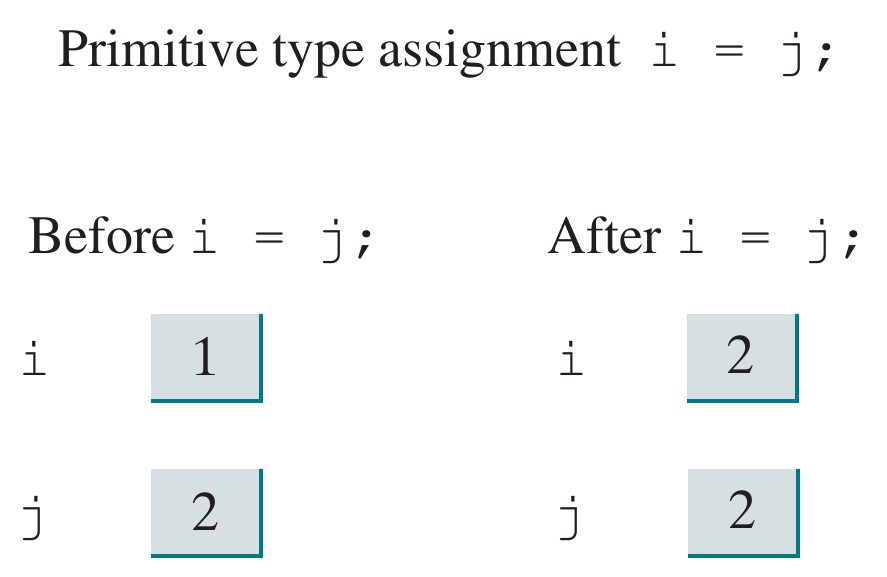 Primitive type assignment i = j;
Before i = j; After i = j;
i 1 i 2
j 2 j 2